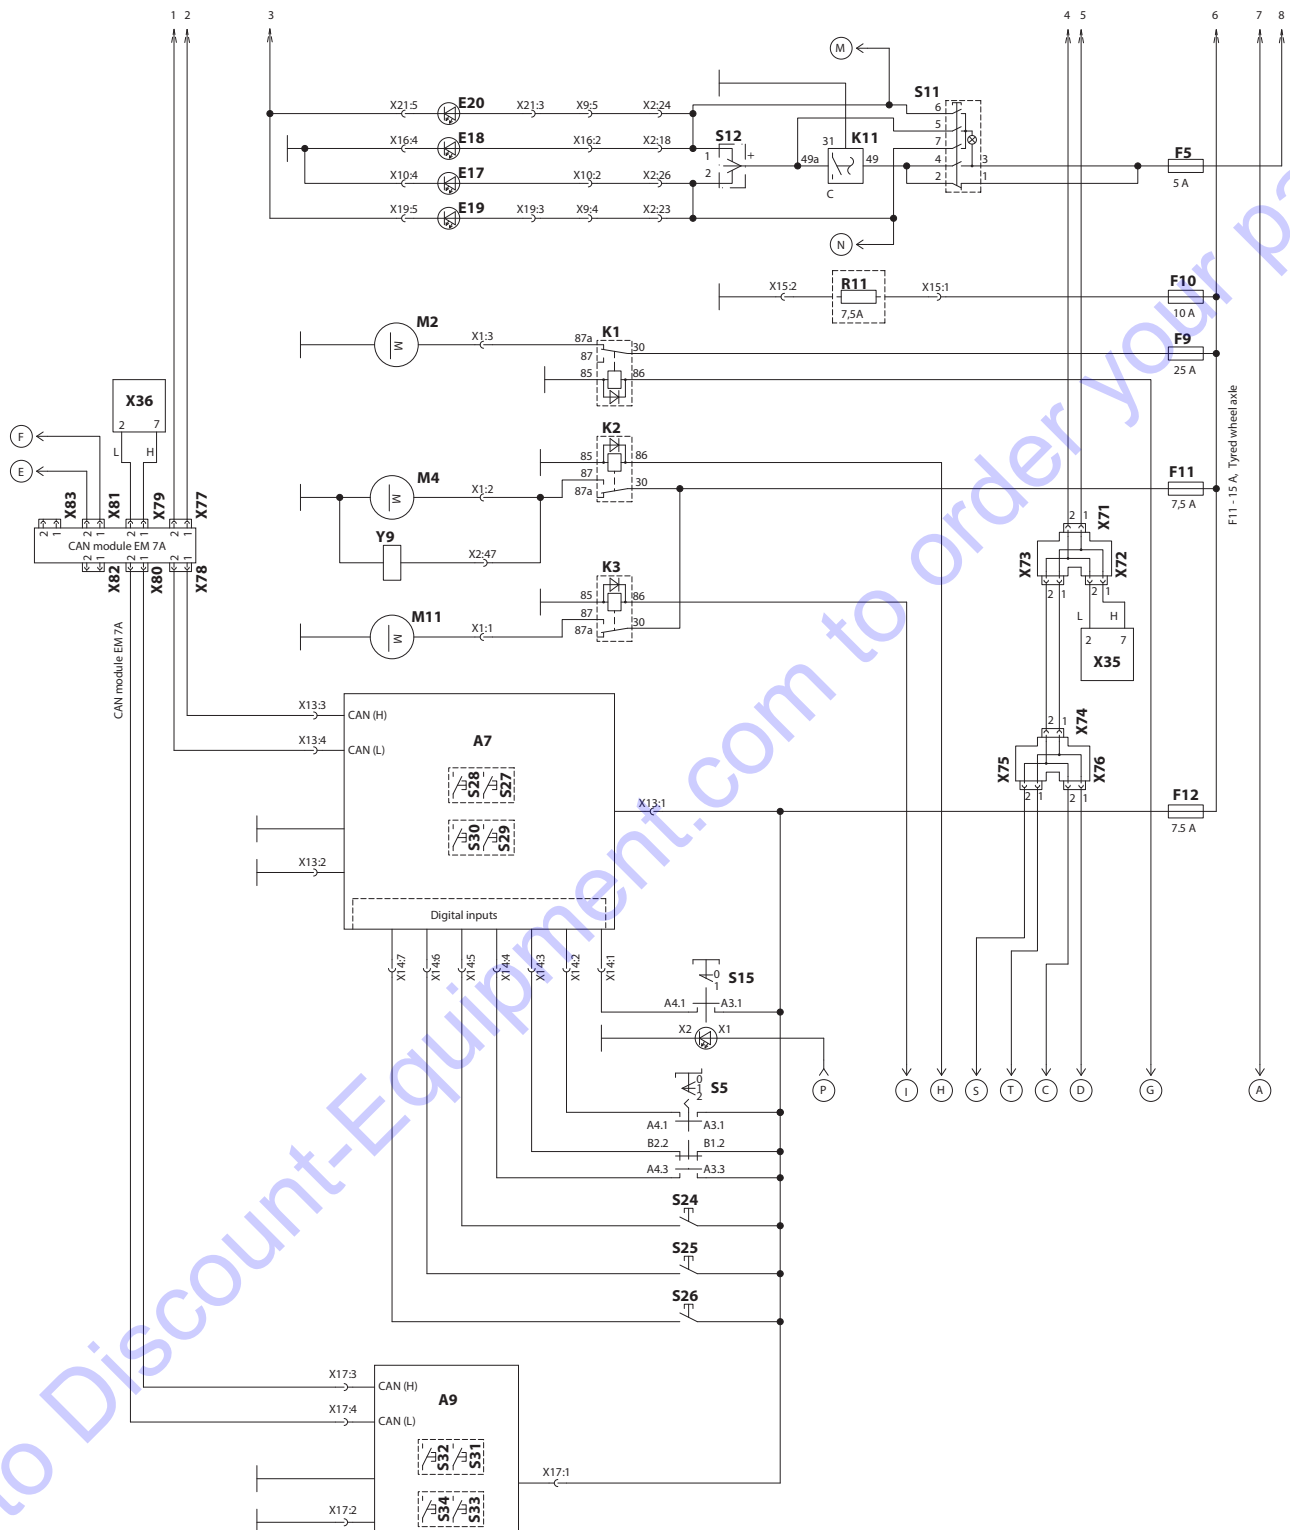 1 2
3
4 5
6
7
8
M
S11
X21:5
E20
X21:3
X9:5
X2:24
6
5
X16:4
E18
X16:2
X2:18
S12
31
K11
7
1
+
49a
49
4
3
F5
X10:4
E17
X10:2
X2:26
2
2
1
5 A
C
X19:5
E19
X19:3
X9:4
X2:23
N
X15:2
R11
X15:1
F10
7,5A
10 A
M2
X1:3
M
K1
87a
30
87
85
86
F9
25 A
X36
2
7
L
H
F
E
K2
85
86
87
87a
30
M4
X1:2
M
F11
7,5 A
F11 - 15 A, Tyred wheel axle
X83
X81
X79
X77
2 1
2 1
2 1
2 1
CAN module EM 7A
2 1
2 1
2 1
X82
X80
X78
Y9
X2:47
K3
85
86
87
87a
30
M11
X1:1
M
CAN module EM 7A
2 1
X71
X73
X72
2 1
2 1
L
H
2
7
X35
X13:3
CAN (H)
X13:4
CAN (L)
A7
S28
S27
S30
S29
X13:1
X13:2
Digital inputs
2 1
X74
X75
X76
2 1
2 1
F12
7.5 A
X14:7
X14:6
X14:5
X14:4
X14:3
X14:2
X14:1
0
1
S15
A4.1
A3.1
X2
X1
0
1
2
S5
A4.1
A3.1
B2.2
B1.2
A4.3
A3.3
P
I
H
S
T
C
D
G
A
S24
S25
S26
X17:3
CAN (H)
X17:4
CAN (L)
A9
S32
S31
S34
S33
X17:1
X17:2
to Discount-Equipment.com to order your pa